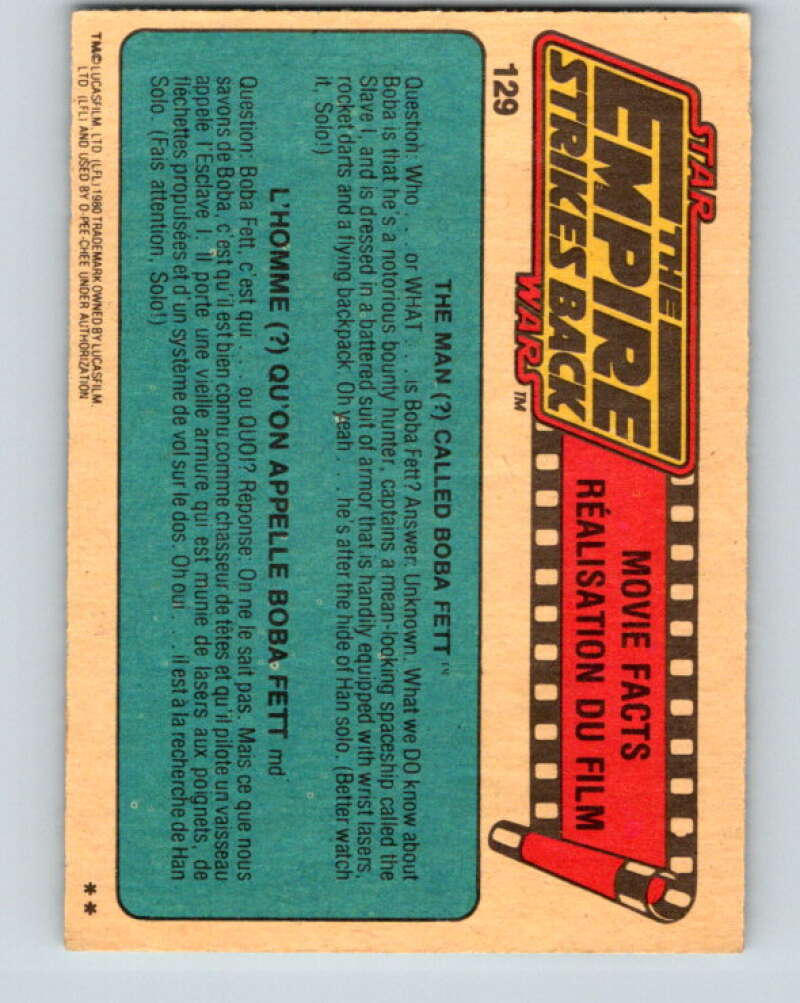 STAR
THE
EMPIRE
STRIKES BACK
WARS™
MOVIE FACTS
RÉALISATION DU FILM
129
THE MAN (?) CALLED BOBA FETT™
Question: Who . . . or WHAT . . . is Boba Fett? Answer: Unknown. What we DO know about
Boba is that he's a notorious bounty hunter, captains a mean-looking spaceship called the
Slave I, and is dressed in a battered suit of armor that is handily equipped with wrist lasers,
rocket darts and a flying backpack. Oh yeah . . . he's after the hide of Han solo. (Better watch
it, Solo!)
L'HOMME (?) QU'ON APPELLE BOBA FETT md
Question: Boba Fett, c'est qui . . . ou QUOI? Réponse: On ne le sait pas. Mais ce que nous
savons de Boba, c'est qu'il est bien connu comme chasseur de têtes et qu'il pilote un vaisseau
appelé l'Esclave I. Il porte une vieille armure qui est munie de lasers aux poignets, de
fléchettes propulsées et d'un système de vol sur le dos. Oh oui . . . il est à la recherche de Han
Solo. (Fais attention, Solo!)
TM©LUCASFILM, LTD (LFL) 1980 TRADEMARK OWNED BY LUCASFILM,
LTD (LFL) AND USED BY O-PEE-CHEE UNDER AUTHORIZATION
**